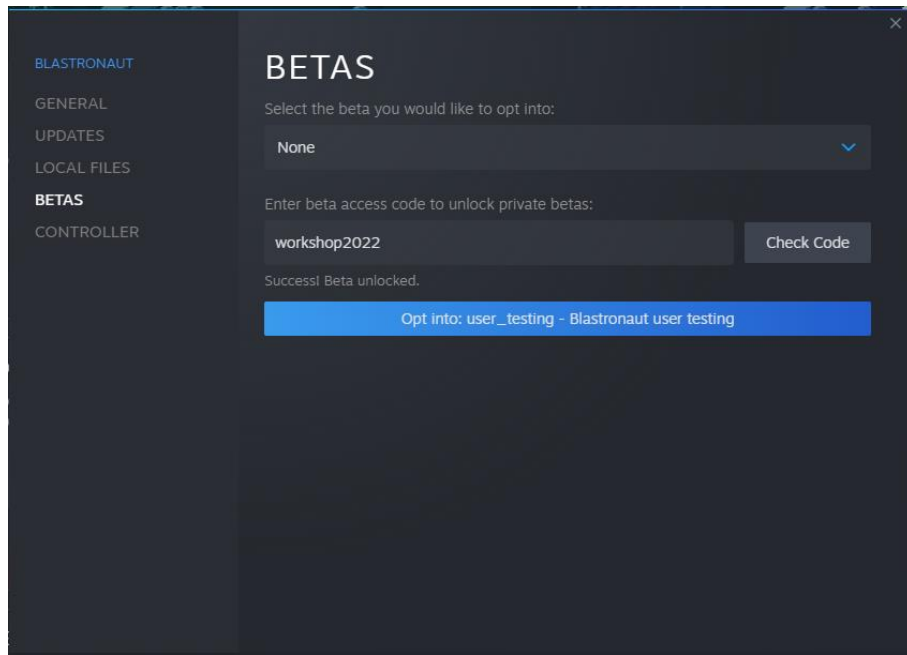 BLASTRONAUT
GENERAL
UPDATES
LOCAL FILES
BETAS
CONTROLLER
BETAS
Select the beta you would like to opt into:
None
Enter beta access code to unlock private betas:
workshop2022
Check Code
Success! Beta unlocked.
Opt into: user_testing - Blastronaut user testing